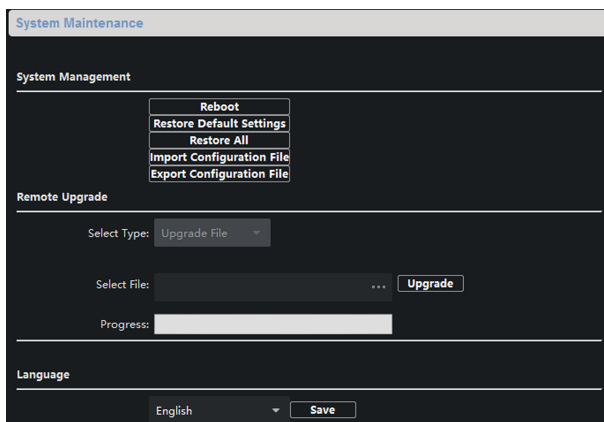 System Maintenance
System Management
Reboot
Restore Default Settings
Restore All
Import Configuration File
Export Configuration File
Remote Upgrade
Select Type: Upgrade File
Select File: ... Upgrade
Progress:
Language
English Save